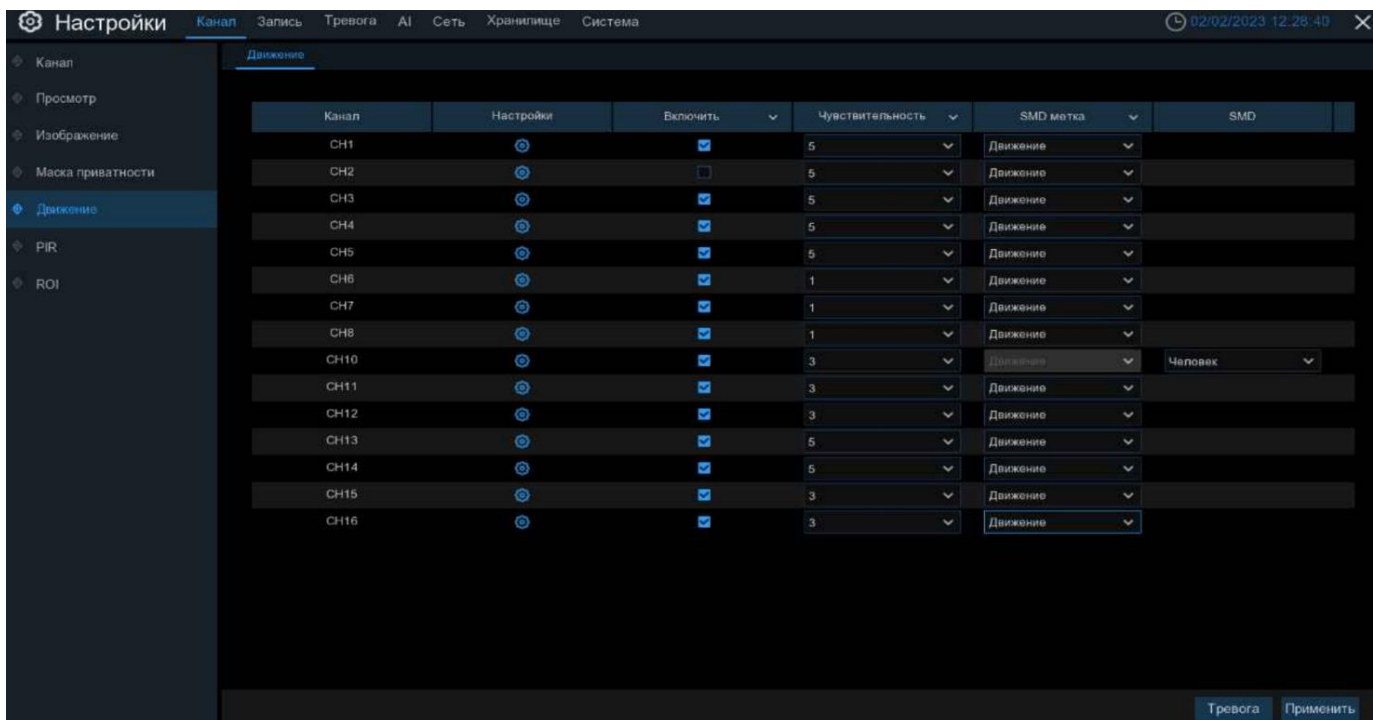 Настройки Канал Запись Тревога AI Сеть Хранилище Система 02/02/2023 12:28:40
Канал
Просмотр
Изображение
Маска приватности
Движение
PIR
ROI
Движение
Канал Настройки Включить Чувствительность SMD метка SMD
CH1 5 Движение
CH2 5 Движение
CH3 5 Движение
CH4 5 Движение
CH5 5 Движение
CH6 1 Движение
CH7 1 Движение
CH8 1 Движение
CH10 3 Движение Человек
CH11 3 Движение
CH12 3 Движение
CH13 5 Движение
CH14 5 Движение
CH15 3 Движение
CH16 3 Движение
Тревога Применить